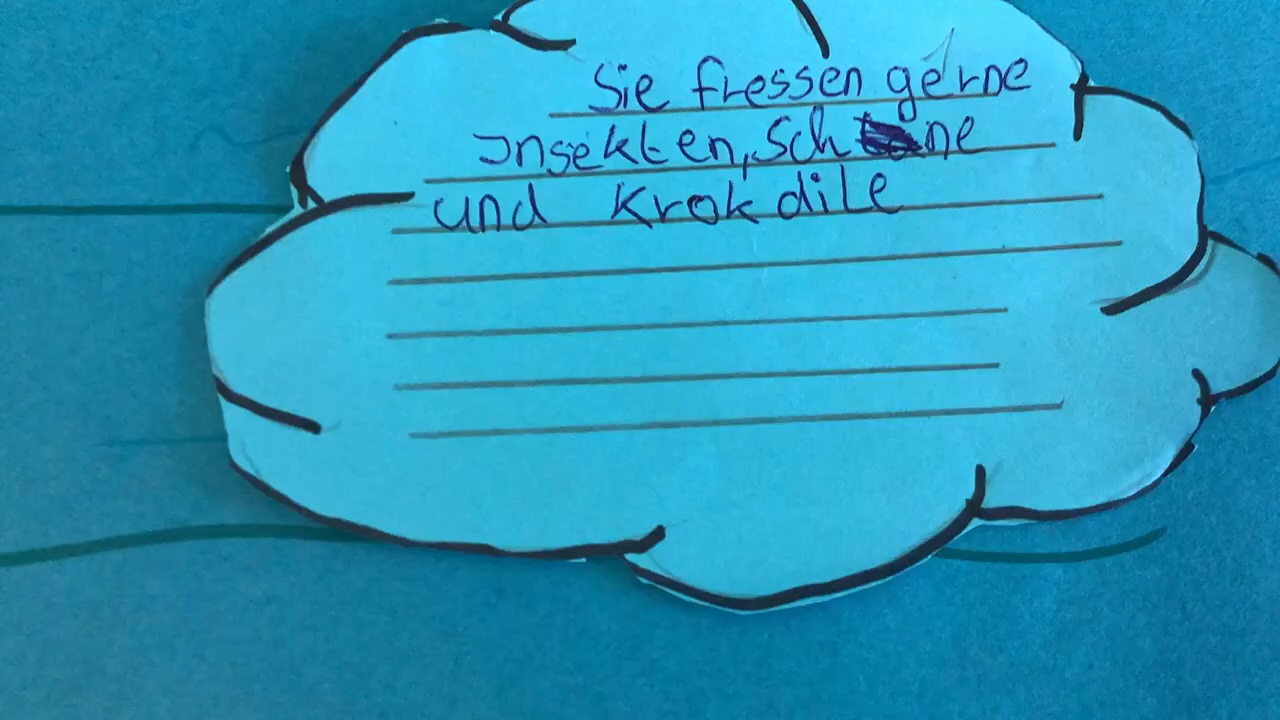 Sie fressen gerne
Insekten,
und Krokdile